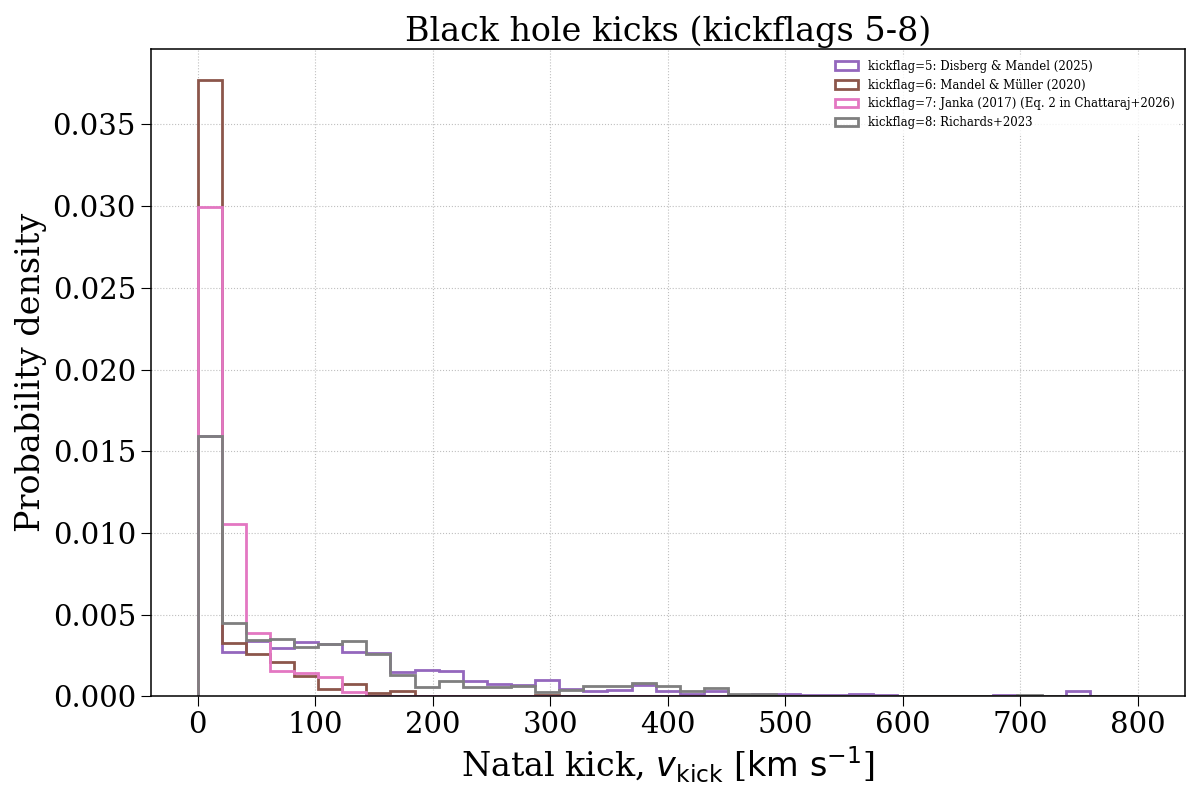 Black hole kicks (kickflags 5-8)
kickflag=5: Disberg & Mandel (2025)
kickflag=6: Mandel & Müller (2020)
kickflag=7: Janka (2017) (Eq. 2 in Chattaraj+2026)
kickflag=8: Richards+2023
Probability density
0.035
0.030
0.025
0.020
0.015
0.010
0.005
0.000
0 100 200 300 400 500 600 700 800
Natal kick, v_kick [km s⁻¹]